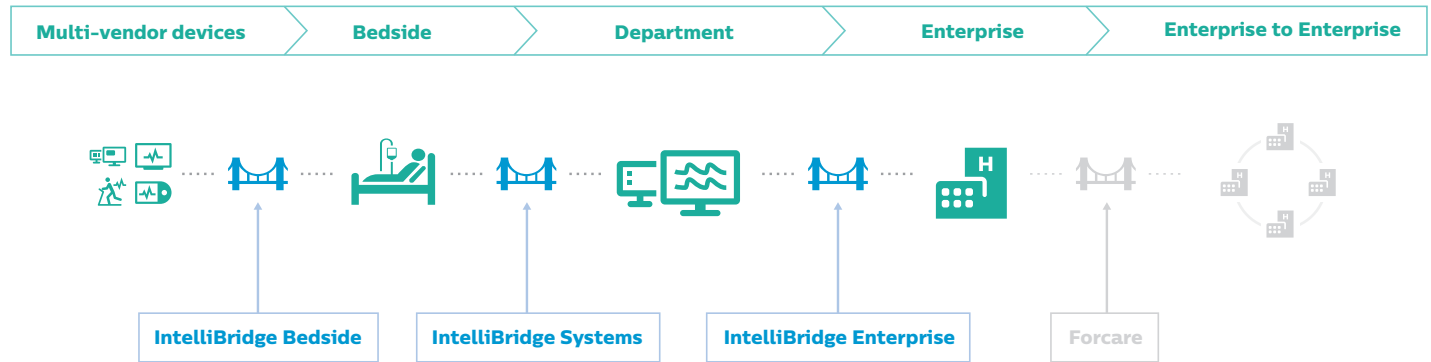 Multi-vendor devices
Bedside
Department
Enterprise
Enterprise to Enterprise
H
H
H
H
H
IntelliBridge Bedside
IntelliBridge Systems
IntelliBridge Enterprise
Forcare